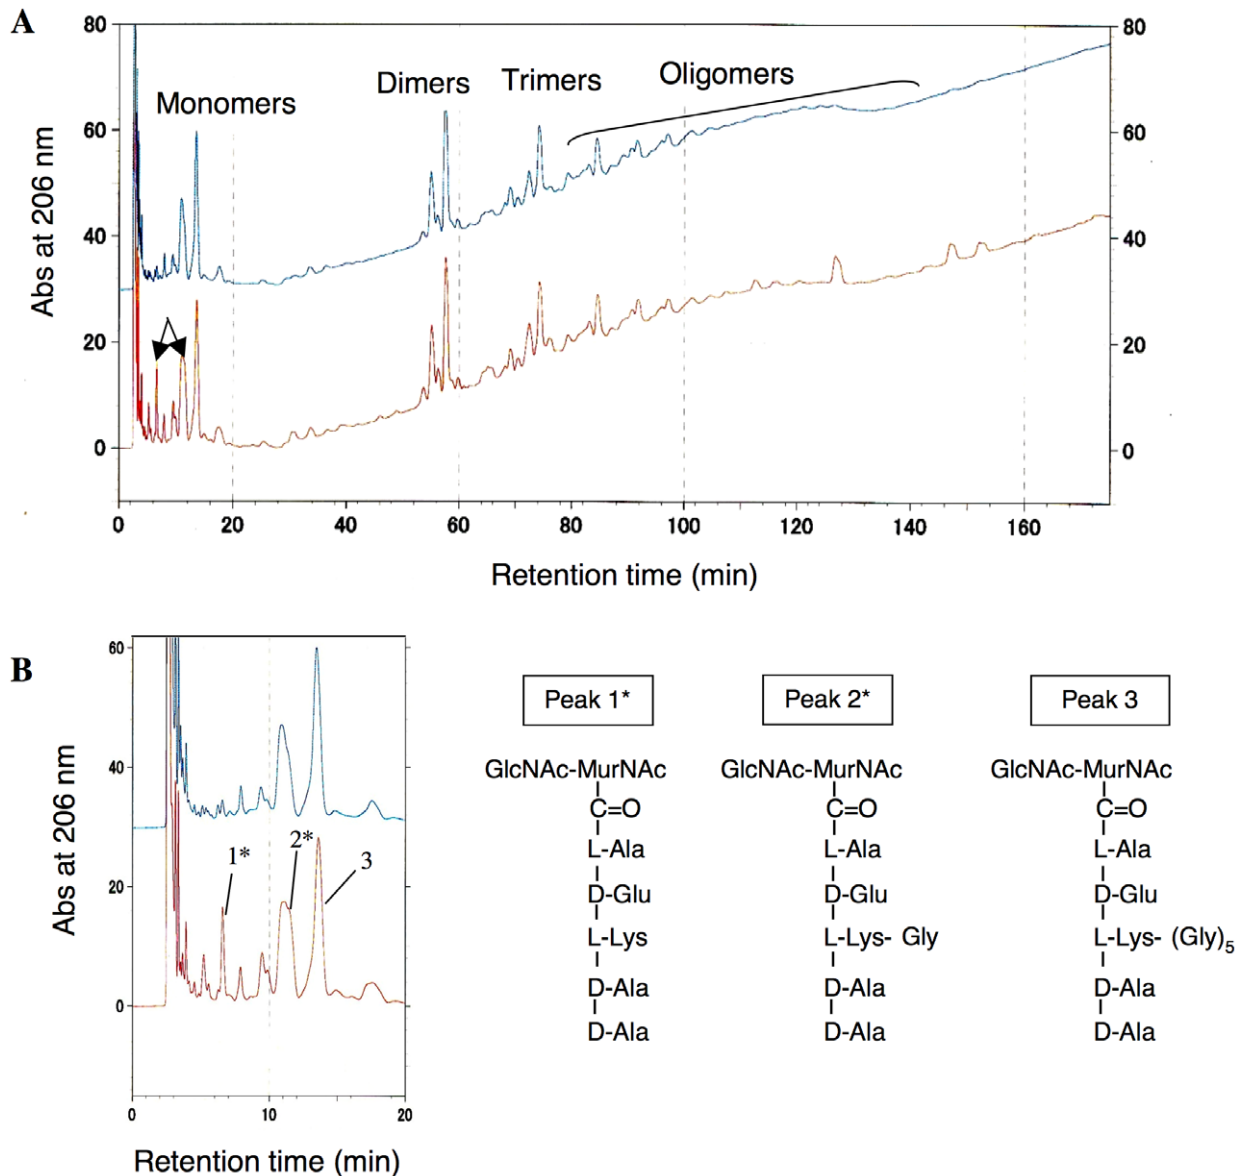 A
80
60
40
20
0
Abs at 206 nm
Monomers
Dimers
Trimers
Oligomers
80
60
40
20
0
0 20 40 60 80 100 120 140 160
Retention time (min)
B
60
40
20
0
Abs at 206 nm
1*
2*
3
0 10 20
Retention time (min)
Peak 1*
GlcNAc-MurNAc
C=O
L-Ala
D-Glu
L-Lys
D-Ala
D-Ala
Peak 2*
GlcNAc-MurNAc
C=O
L-Ala
D-Glu
L-Lys- Gly
D-Ala
D-Ala
Peak 3
GlcNAc-MurNAc
C=O
L-Ala
D-Glu
L-Lys- (Gly)5
D-Ala
D-Ala